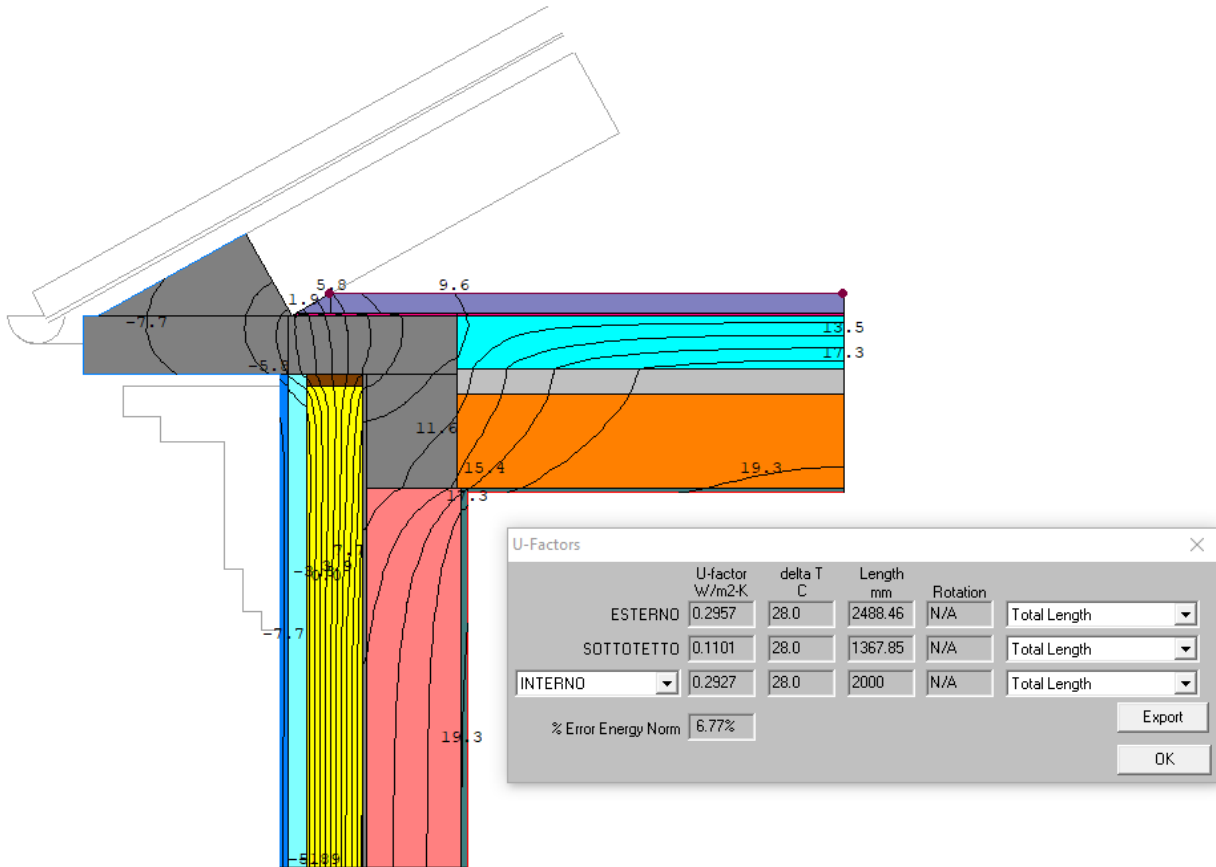 5.8
9.6
1.9
-7.7
13.5
17.3
11.6
15.4
19.3
17.3
7.7
-7.7
19.3
U-Factors
U-factor delta T Length
W/m2-K C mm Rotation
ESTERNO 0.2957 28.0 2488.46 N/A Total Length
SOTTOTETTO 0.1101 28.0 1367.85 N/A Total Length
INTERNO 0.2927 28.0 2000 N/A Total Length
% Error Energy Norm 6.77%
Export
OK